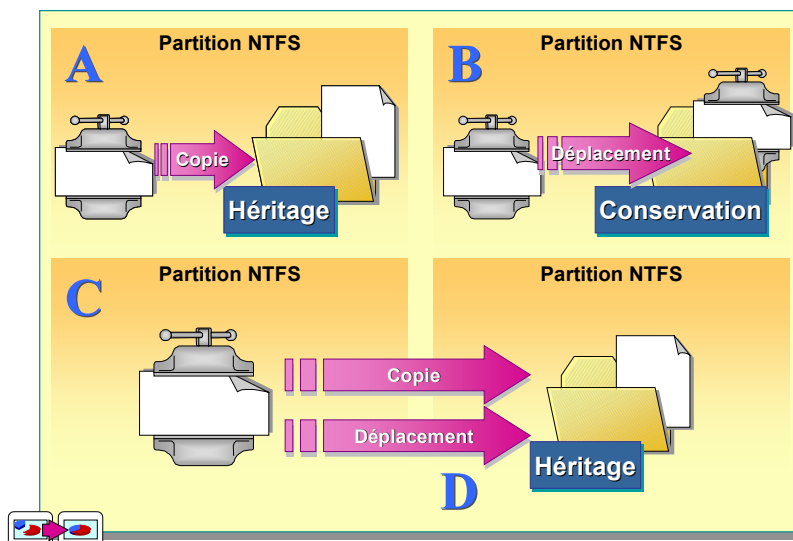 A
Partition NTFS
Copie
Héritage
B
Partition NTFS
Déplacement
Conservation
C
Partition NTFS
Partition NTFS
Copie
Déplacement
Héritage
D